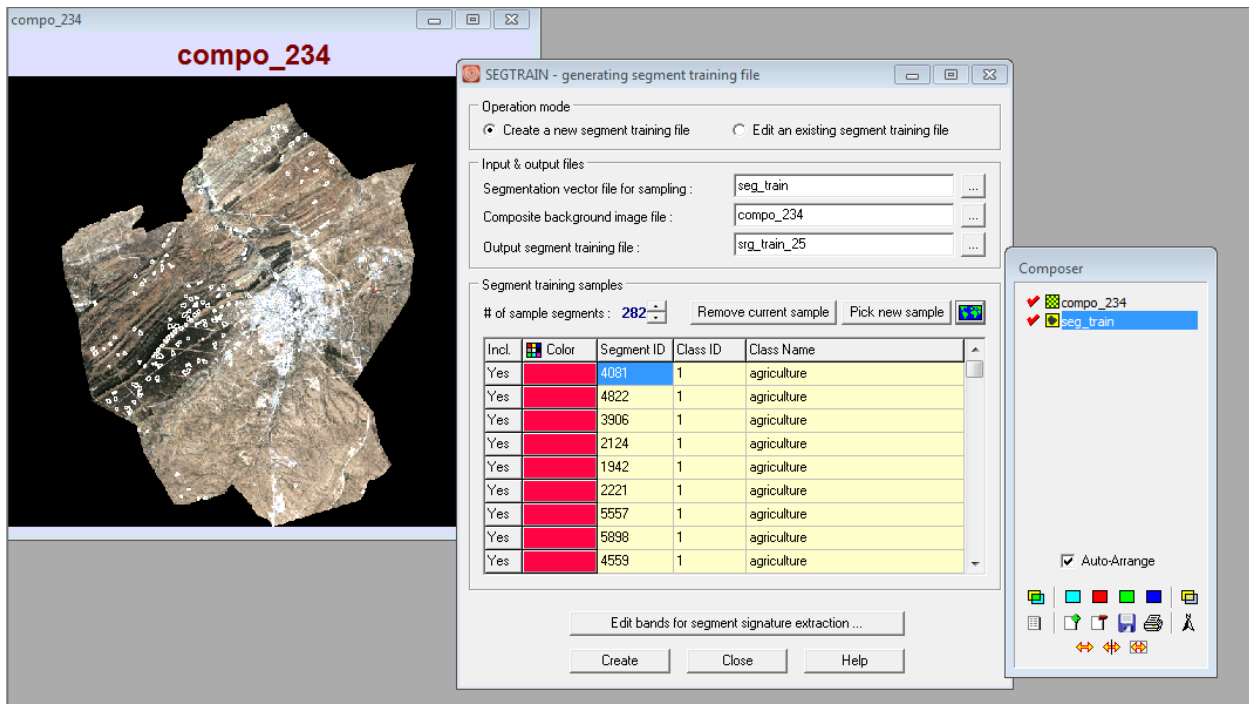 compo_234
compo_234
SEGTRAIN - generating segment training file
Operation mode
Create a new segment training file Edit an existing segment training file
Input & output files
Segmentation vector file for sampling : seg_train ...
Composite background image file : compo_234 ...
Output segment training file : srg_train_25 ...
Segment training samples
# of sample segments : 282 Remove current sample Pick new sample
Incl. Color Segment ID Class ID Class Name
Yes 4081 1 agriculture
Yes 4822 1 agriculture
Yes 3906 1 agriculture
Yes 2124 1 agriculture
Yes 1942 1 agriculture
Yes 2221 1 agriculture
Yes 5557 1 agriculture
Yes 5898 1 agriculture
Yes 4559 1 agriculture
Edit bands for segment signature extraction ...
Create Close Help
Composer
compo_234
seg_train
Auto-Arrange